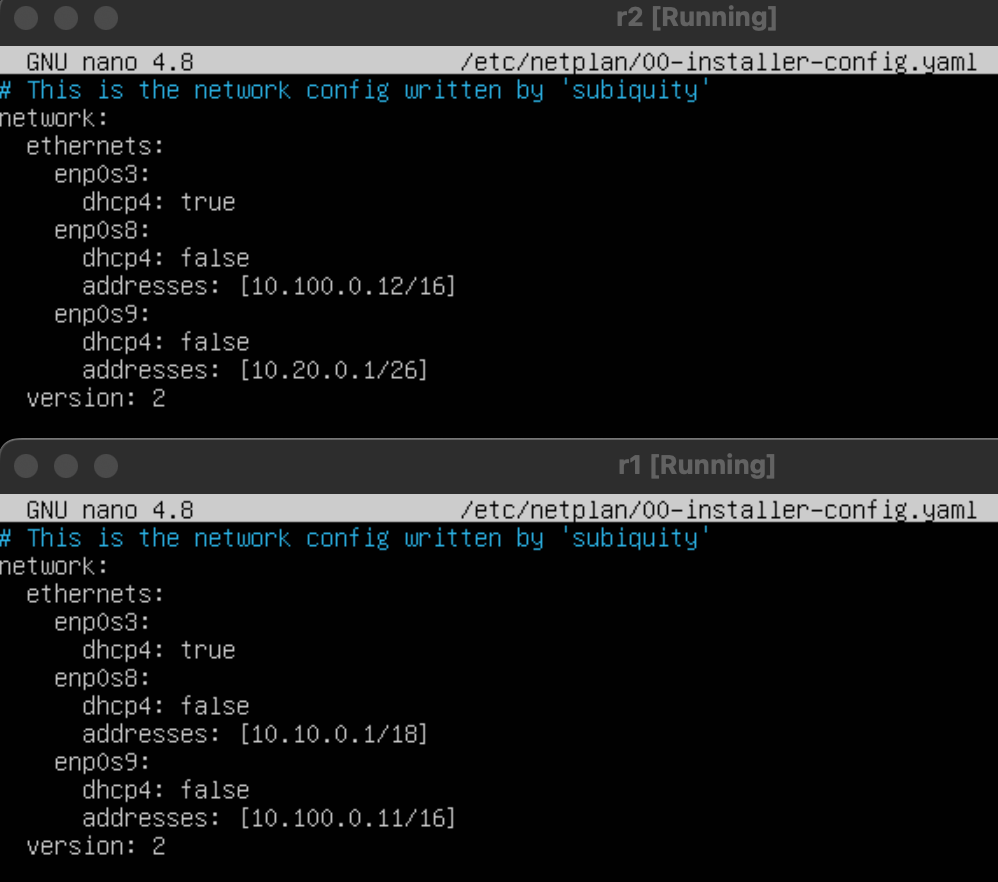 r2 [Running]
GNU nano 4.8 /etc/netplan/00-installer-config.yaml
# This is the network config written by 'subiquity'
network:
  ethernets:
    enp0s3:
      dhcp4: true
    enp0s8:
      dhcp4: false
      addresses: [10.100.0.12/16]
    enp0s9:
      dhcp4: false
      addresses: [10.20.0.1/26]
  version: 2
r1 [Running]
GNU nano 4.8 /etc/netplan/00-installer-config.yaml
# This is the network config written by 'subiquity'
network:
  ethernets:
    enp0s3:
      dhcp4: true
    enp0s8:
      dhcp4: false
      addresses: [10.10.0.1/18]
    enp0s9:
      dhcp4: false
      addresses: [10.100.0.11/16]
  version: 2